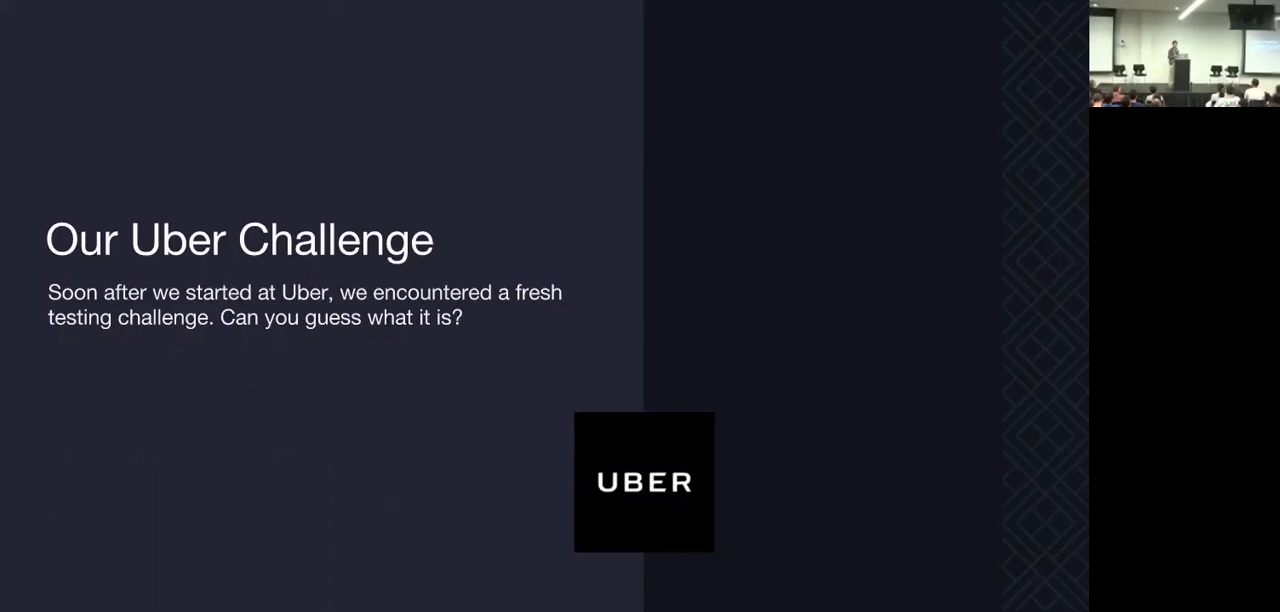 Our Uber Challenge
Soon after we started at Uber, we encountered a fresh
testing challenge. Can you guess what it is?
UBER